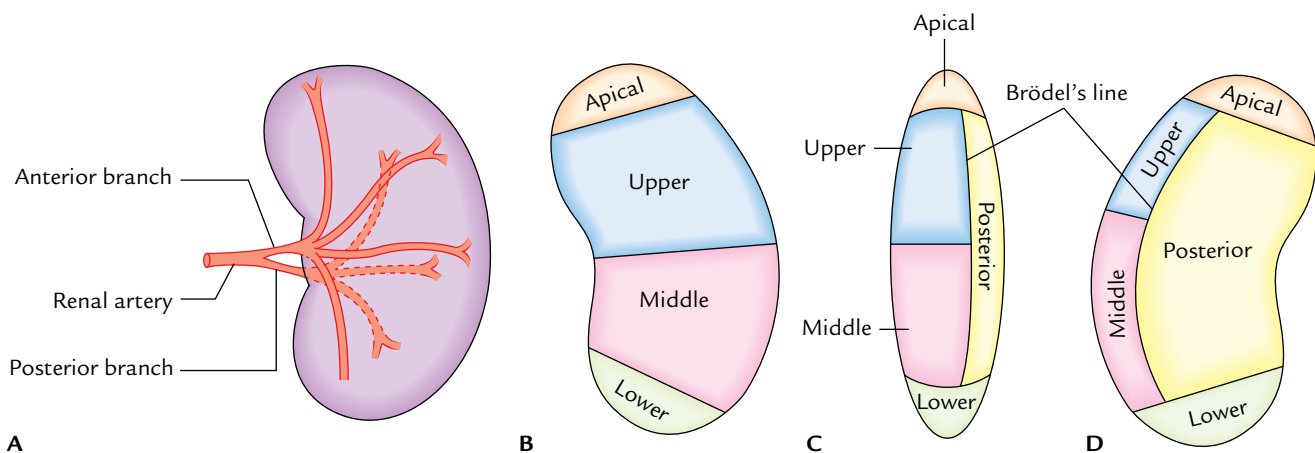 Anterior branch
Renal artery
Posterior branch
A
Apical
Upper
Middle
Lower
B
Apical
Brödel's line
Upper
Posterior
Middle
Lower
C
Apical
Upper
Posterior
Middle
Lower
D